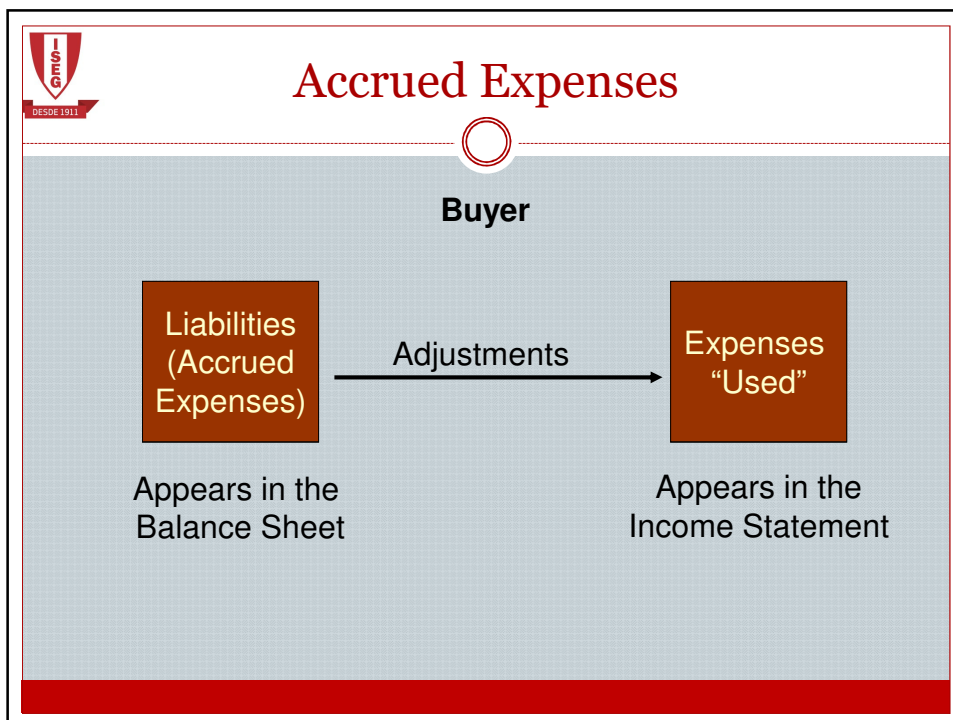 ISEG
DESDE 1911
Accrued Expenses
Buyer
Liabilities
(Accrued
Expenses)
Adjustments
Expenses
“Used”
Appears in the
Balance Sheet
Appears in the
Income Statement